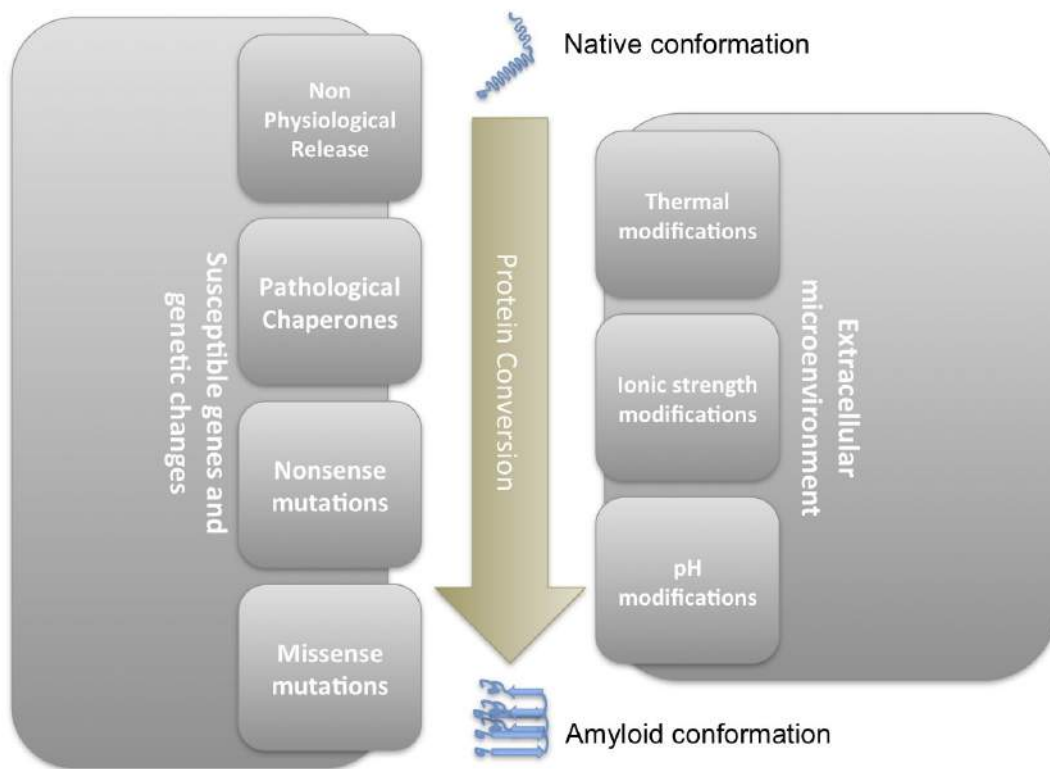 Native conformation
Non
Physiological
Release
Pathological
Chaperones
Nonsense
mutations
Missense
mutations
Susceptible genes and
genetic changes
Protein Conversion
Thermal
modifications
Ionic strength
modifications
pH
modifications
Extracellular
microenvironment
Amyloid conformation